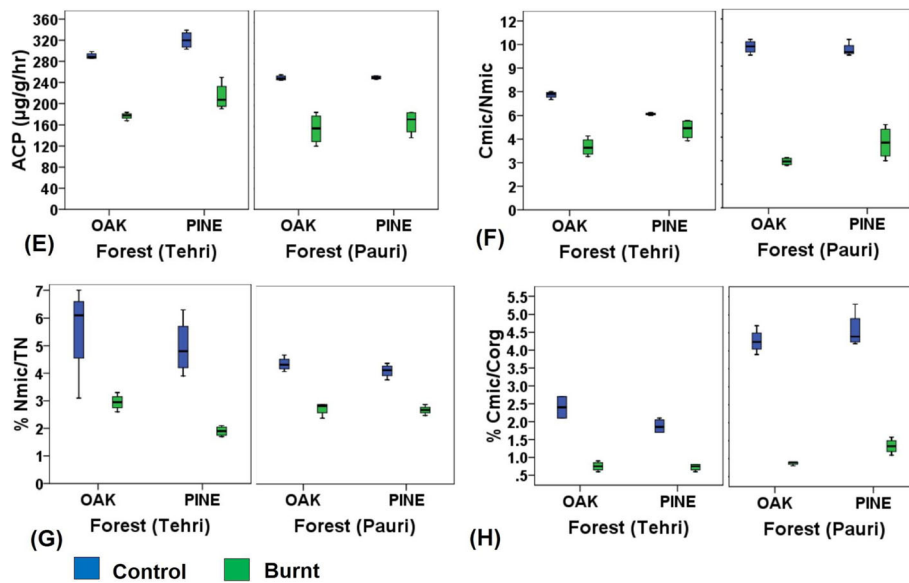 ACP (µg/g/hr)
360
320
280
240
200
160
120
80
40
0
OAK
PINE
OAK
PINE
(E)
Forest (Tehri)
Forest (Pauri)
Cmic/Nmic
12
10
9
8
6
4
3
2
0
OAK
PINE
OAK
PINE
(F)
Forest (Tehri)
Forest (Pauri)
% Nmic/TN
7
6
5
4
3
2
1
0
OAK
PINE
OAK
PINE
(G)
Forest (Tehri)
Forest (Pauri)
% Cmic/Corg
5.5
5.0
4.5
4.0
3.5
3.0
2.5
2.0
1.5
1.0
.5
OAK
PINE
OAK
PINE
(H)
Forest (Tehri)
Forest (Pauri)
Control
Burnt